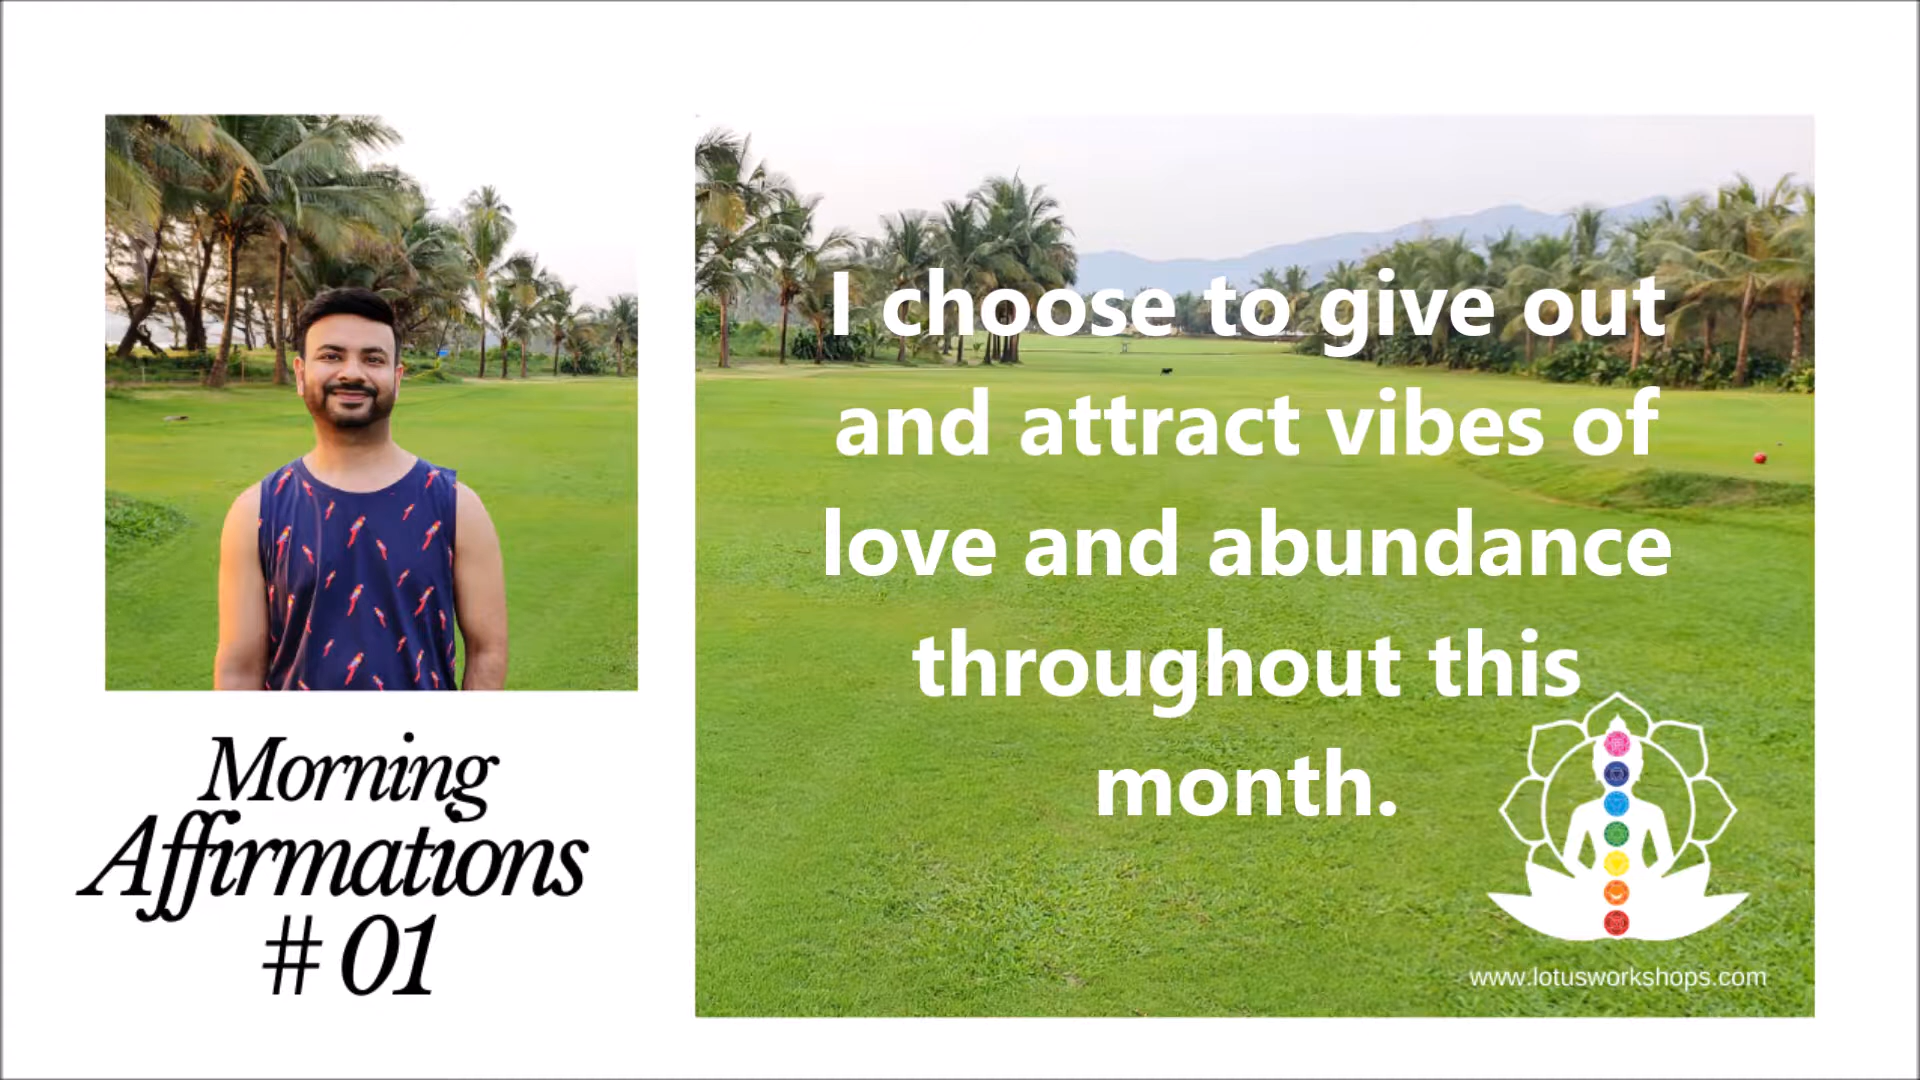 Morning
Affirmations
# 01
I choose to give out
and attract vibes of
love and abundance
throughout this
month.
www.lotusworkshops.com